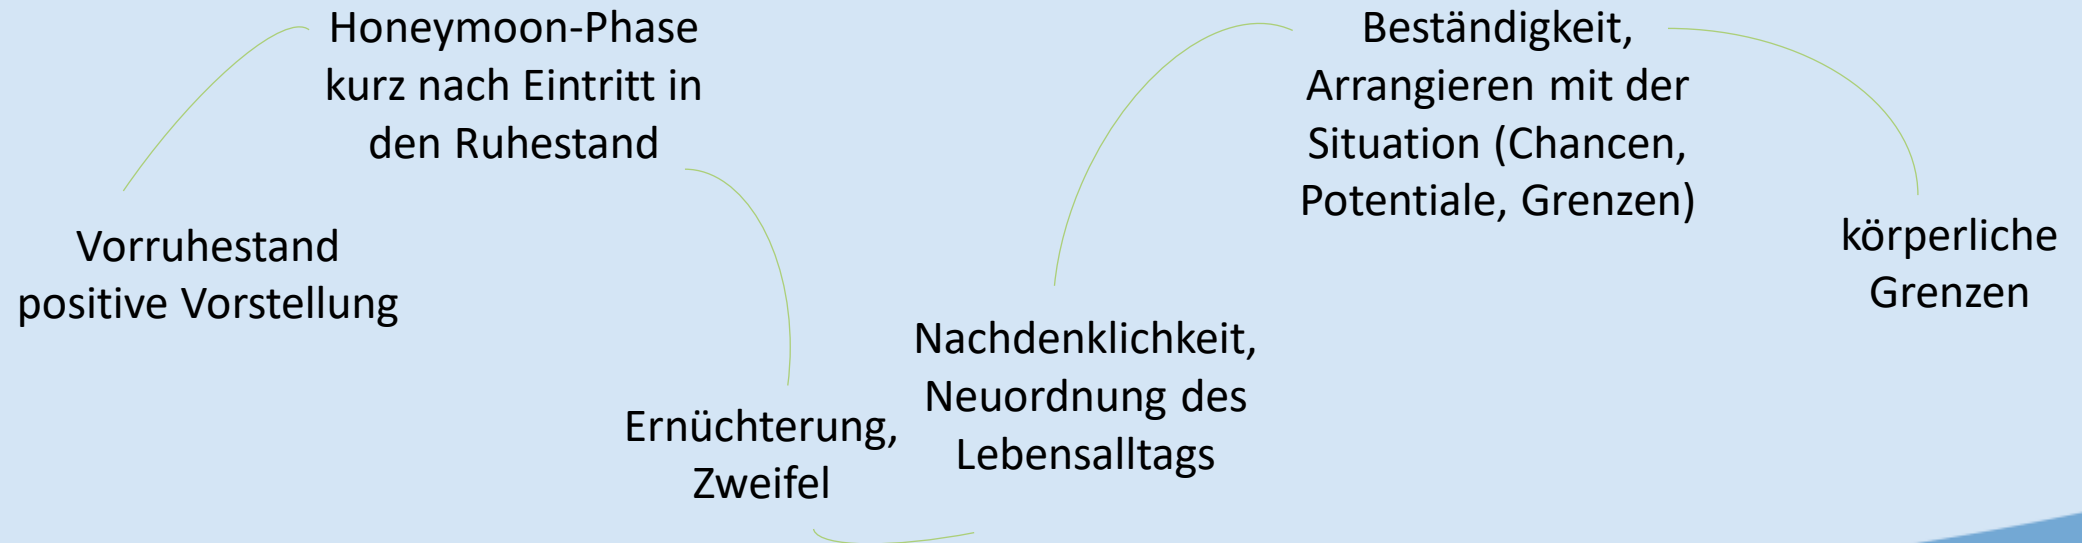 Vorruhestand
positive Vorstellung
Honeymoon-Phase
kurz nach Eintritt in
den Ruhestand
Ernüchterung,
Zweifel
Nachdenklichkeit,
Neuordnung des
Lebensalltags
Beständigkeit,
Arrangieren mit der
Situation (Chancen,
Potentiale, Grenzen)
körperliche
Grenzen